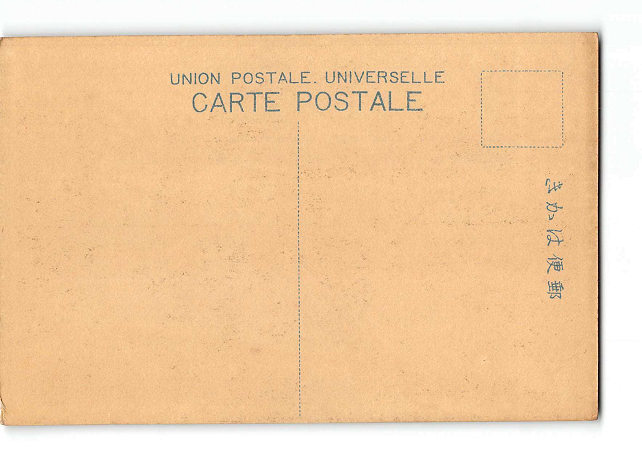 UNION POSTALE. UNIVERSELLE
CARTE POSTALE
きかは便郵